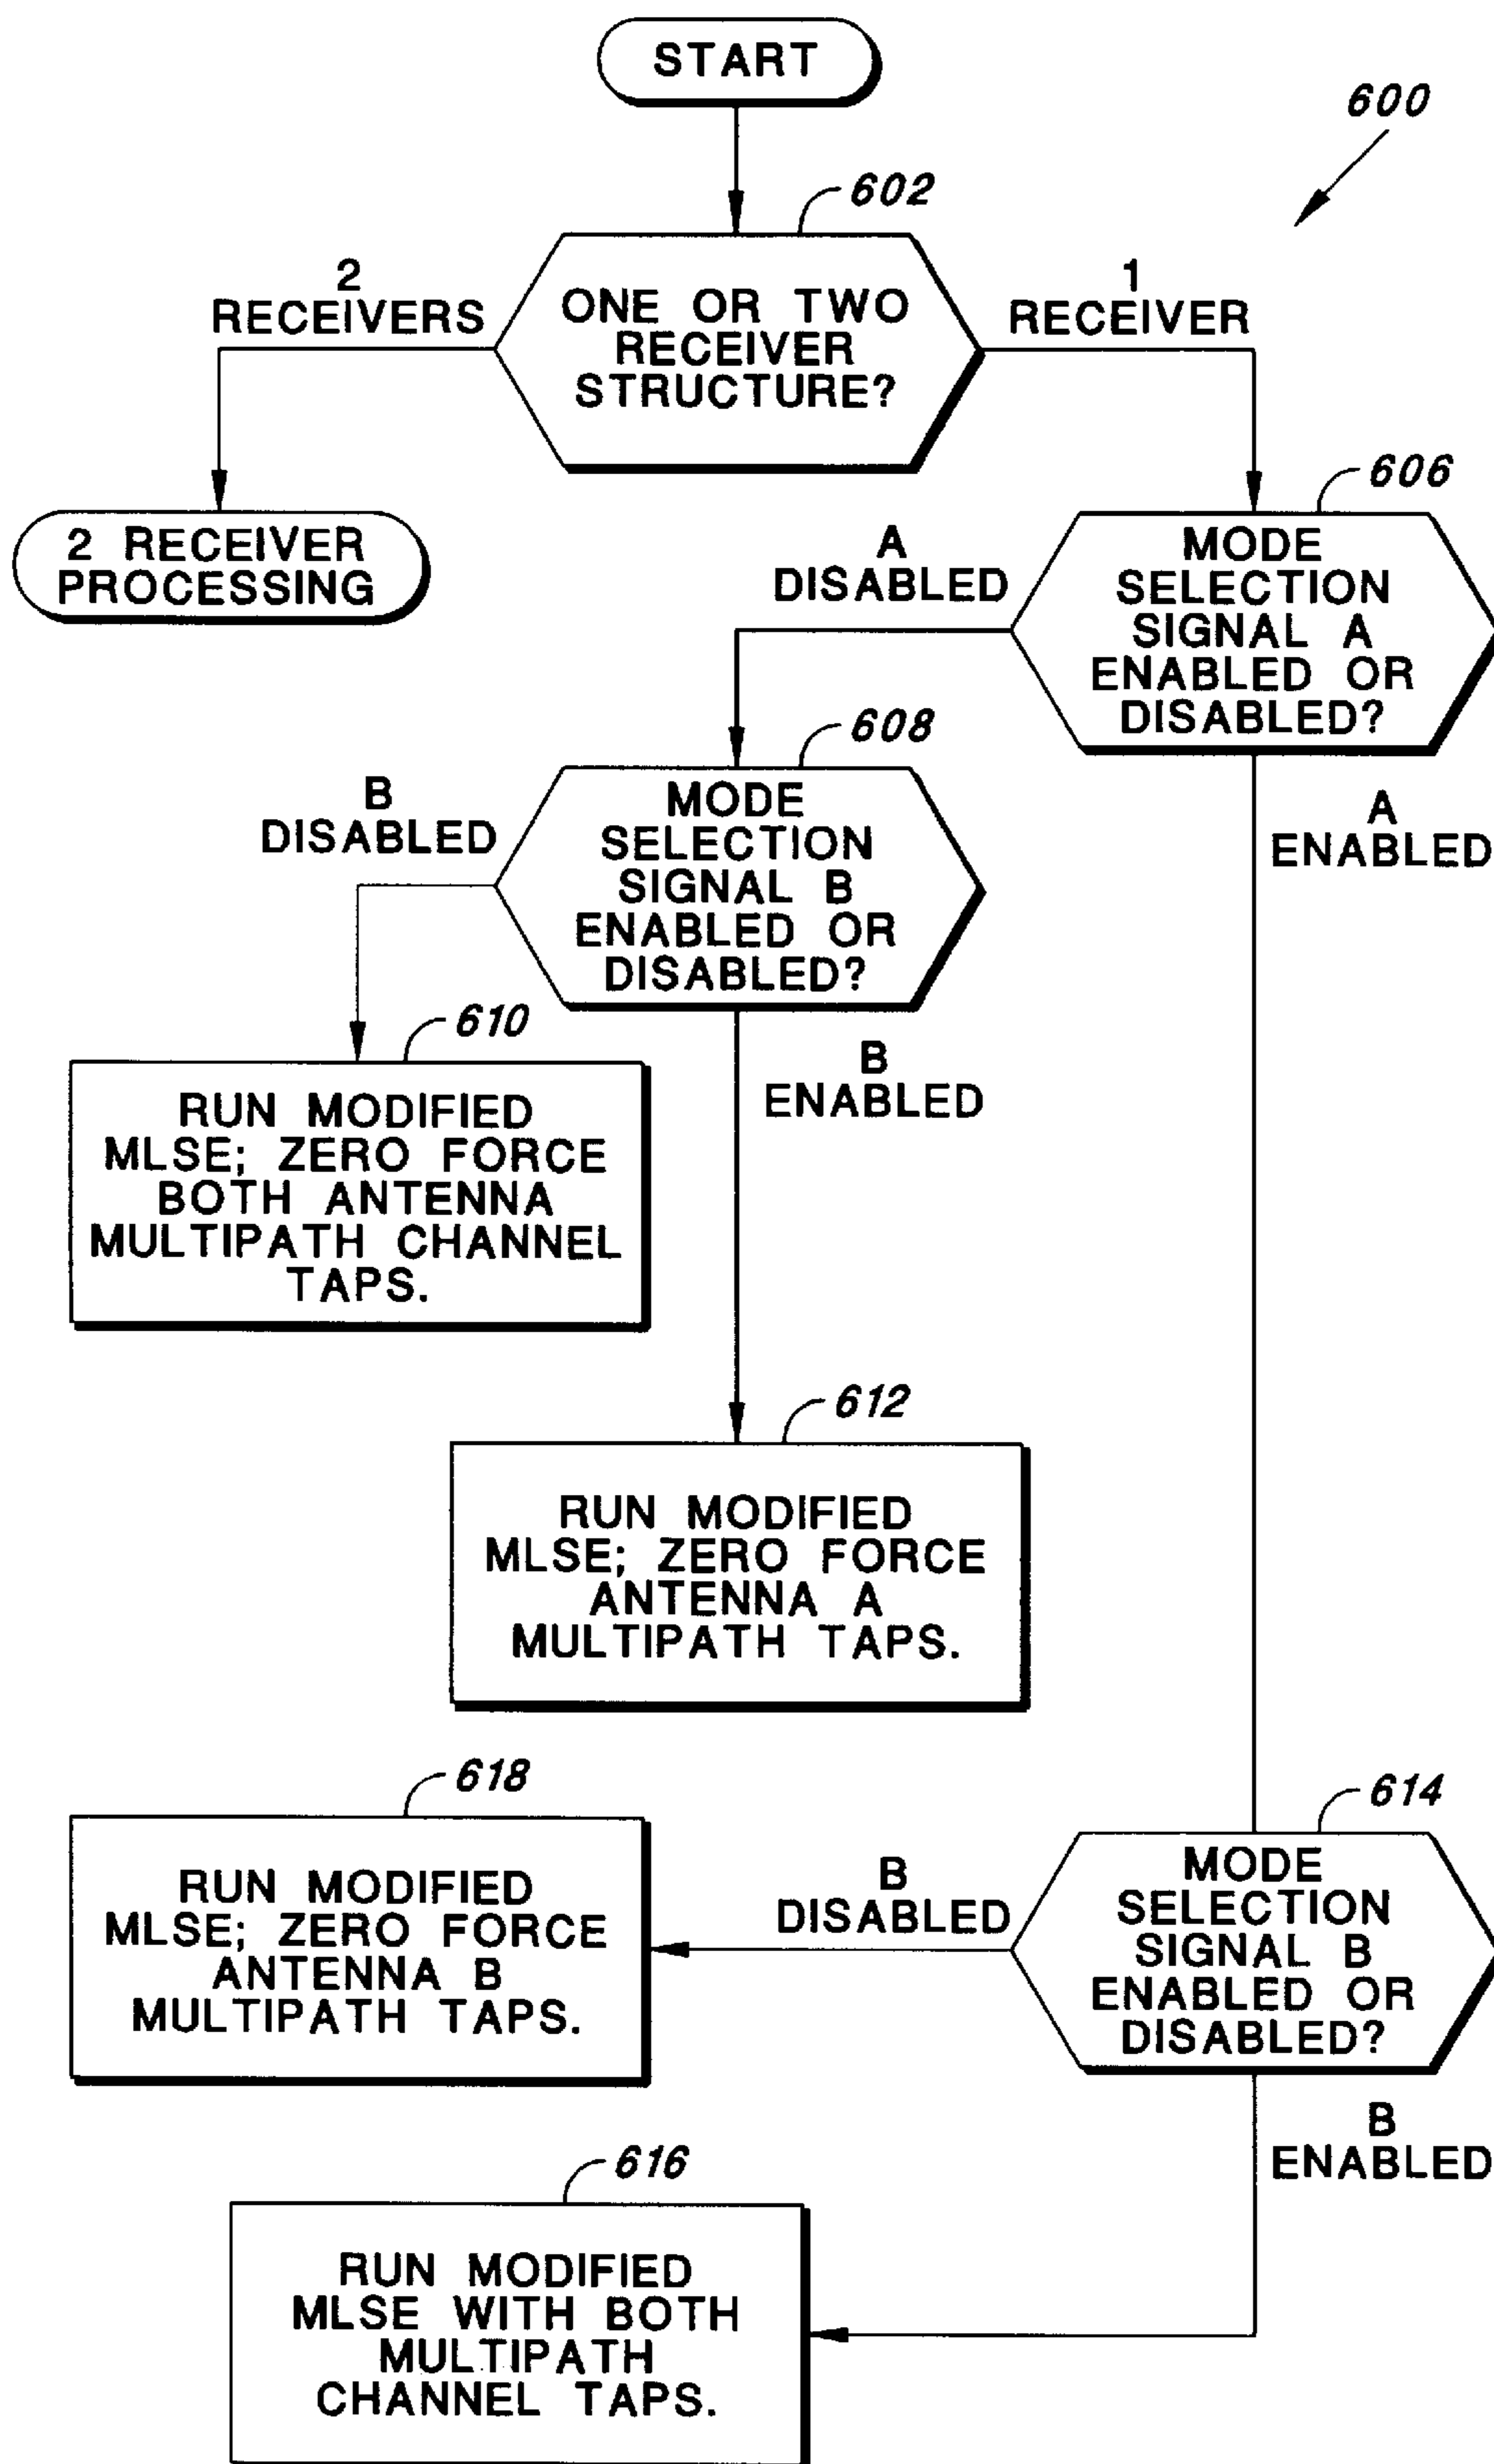 START
600
602
2
RECEIVERS
ONE OR TWO
RECEIVER
STRUCTURE?
1
RECEIVER
2 RECEIVER
PROCESSING
606
MODE
SELECTION
SIGNAL A
ENABLED OR
DISABLED?
A
DISABLED
A
ENABLED
608
MODE
SELECTION
SIGNAL B
ENABLED OR
DISABLED?
B
DISABLED
B
ENABLED
610
RUN MODIFIED
MLSE; ZERO FORCE
BOTH ANTENNA
MULTIPATH CHANNEL
TAPS.
612
RUN MODIFIED
MLSE; ZERO FORCE
ANTENNA A
MULTIPATH TAPS.
614
MODE
SELECTION
SIGNAL B
ENABLED OR
DISABLED?
B
DISABLED
618
RUN MODIFIED
MLSE; ZERO FORCE
ANTENNA B
MULTIPATH TAPS.
B
ENABLED
616
RUN MODIFIED
MLSE WITH BOTH
MULTIPATH
CHANNEL TAPS.